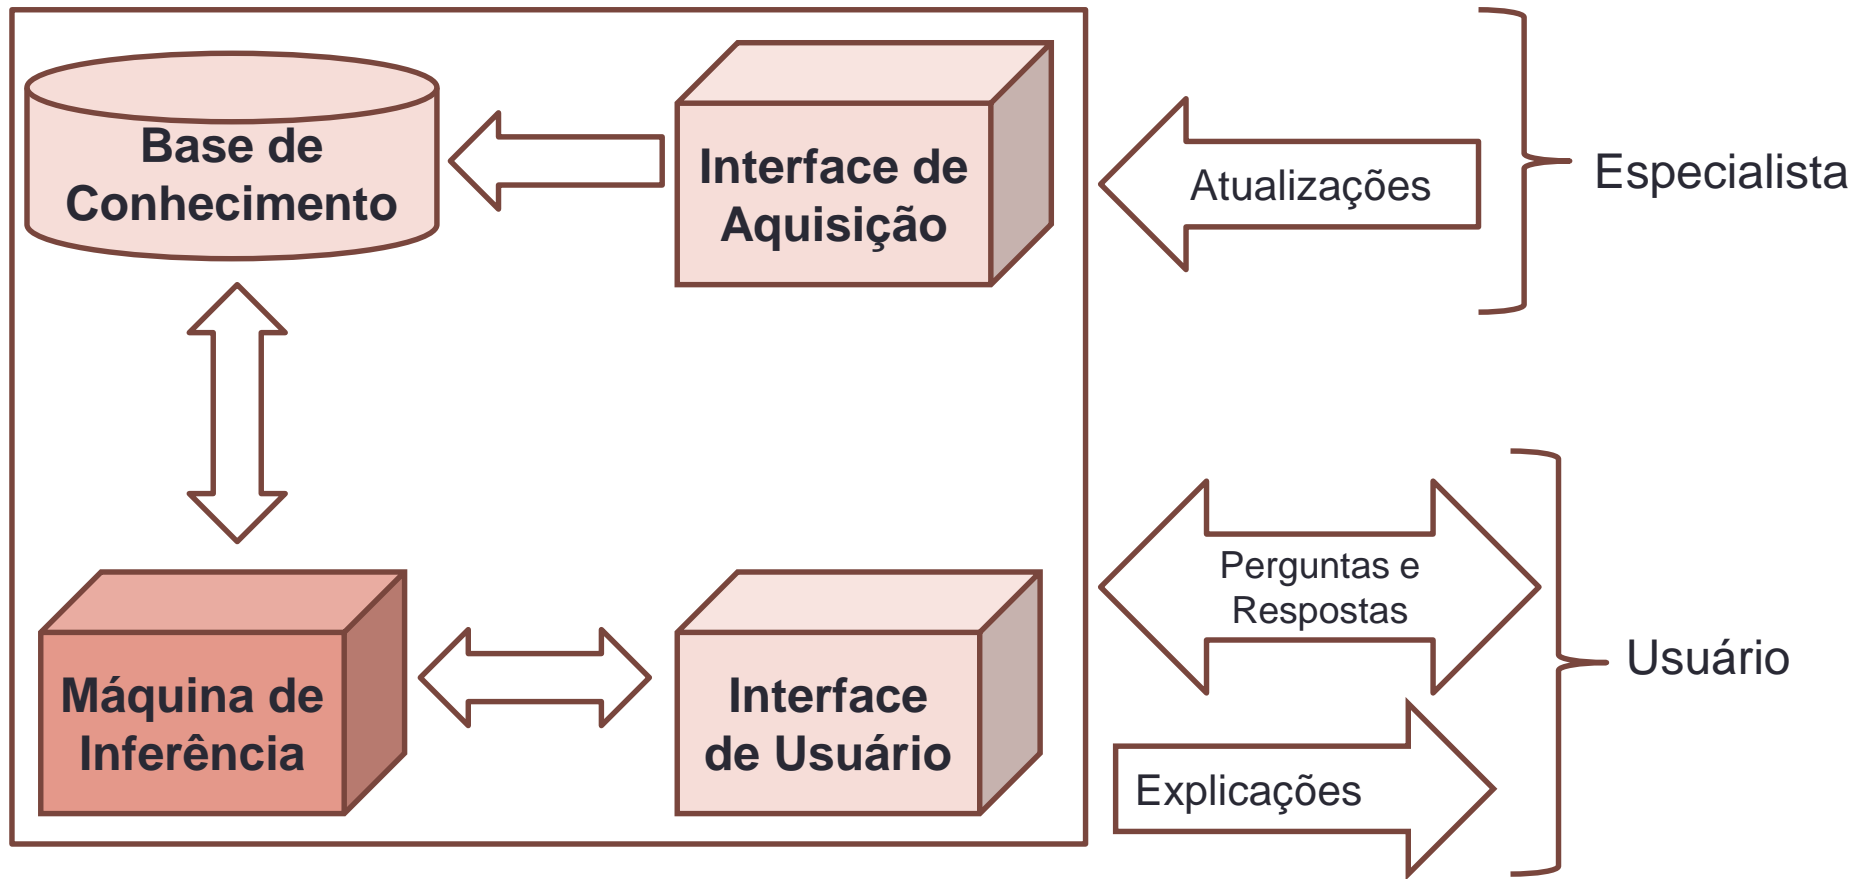 Base de
Conhecimento
Interface de
Aquisição
Atualizações
Especialista
Máquina de
Inferência
Interface
de Usuário
Perguntas e
Respostas
Explicações
Usuário